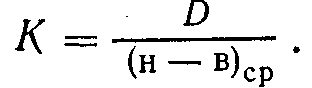 K = D / (н — в)ср .